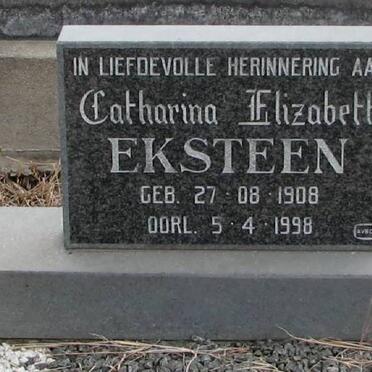 IN LIEFDEVOLLE HERINNERING AA
Catharina Elizabeth
EKSTEEN
GEB. 27·08·1908
OORL. 5·4·1998